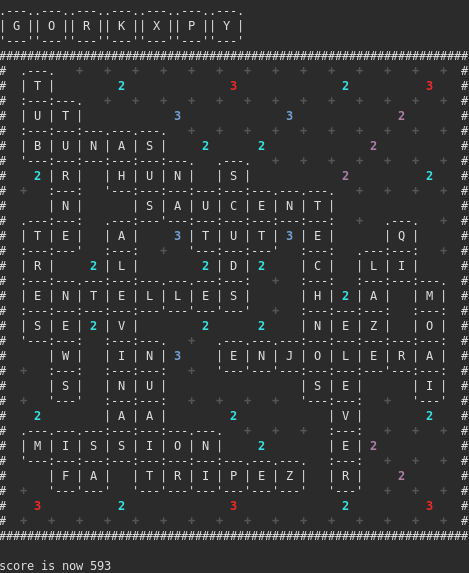 G O R K X P Y
T 2 3 2 3
U T 3 3 2
B U N A S 2 2 2
2 R H U N S 2 2
N S A U C E N T
T E A 3 T U T 3 E Q
R 2 L 2 D 2 C L I
E N T E L L E S H 2 A M
S E 2 V 2 2 N E Z O
W I N 3 E N J O L E R A
S N U S E I
2 A A 2 V 2
M I S S I O N 2 E 2
F A T R I P E Z R 2
3 2 3 2 3
score is now 593